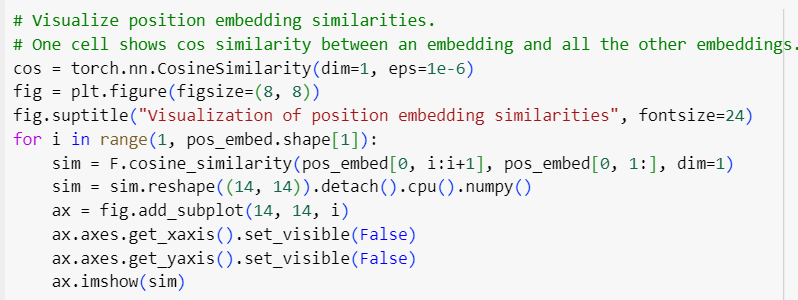 # Visualize position embedding similarities.
# One cell shows cos similarity between an embedding and all the other embeddings.
cos = torch.nn.CosineSimilarity(dim=1, eps=1e-6)
fig = plt.figure(figsize=(8, 8))
fig.suptitle("Visualization of position embedding similarities", fontsize=24)
for i in range(1, pos_embed.shape[1]):
    sim = F.cosine_similarity(pos_embed[0, i:i+1], pos_embed[0, 1:], dim=1)
    sim = sim.reshape((14, 14)).detach().cpu().numpy()
    ax = fig.add_subplot(14, 14, i)
    ax.axes.get_xaxis().set_visible(False)
    ax.axes.get_yaxis().set_visible(False)
    ax.imshow(sim)